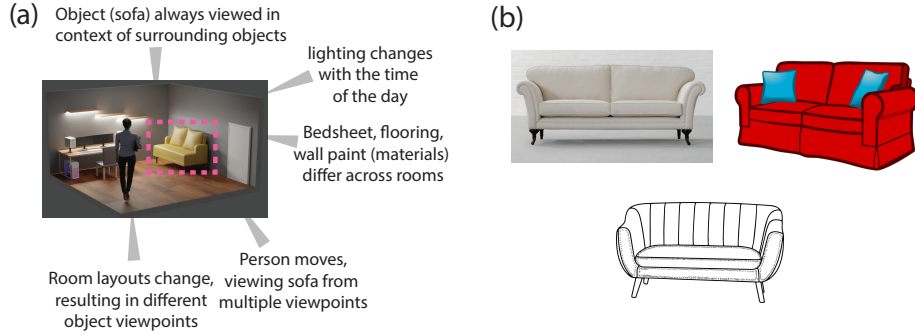 (a)
Object (sofa) always viewed in
context of surrounding objects
lighting changes
with the time
of the day
Bedsheet, flooring,
wall paint (materials)
differ across rooms
Person moves,
viewing sofa from
multiple viewpoints
Room layouts change,
resulting in different
object viewpoints
(b)